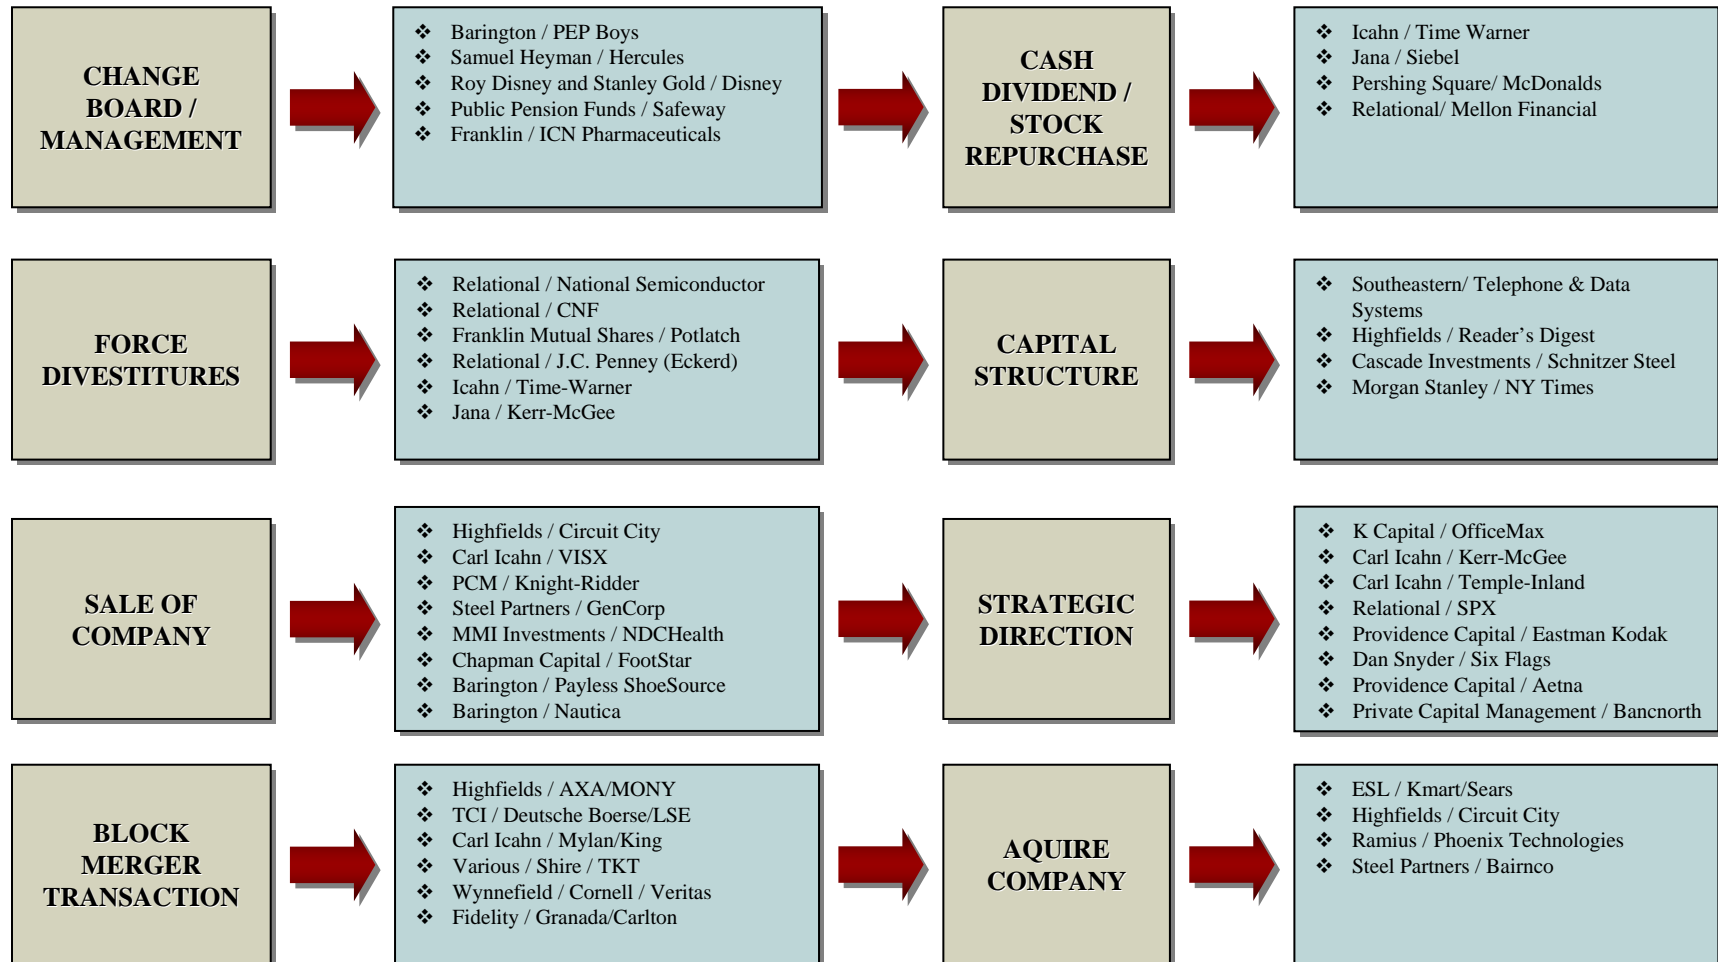 CHANGE
BOARD /
MANAGEMENT
❖ Barington / PEP Boys
❖ Samuel Heyman / Hercules
❖ Roy Disney and Stanley Gold / Disney
❖ Public Pension Funds / Safeway
❖ Franklin / ICN Pharmaceuticals
CASH
DIVIDEND /
STOCK
REPURCHASE
❖ Icahn / Time Warner
❖ Jana / Siebel
❖ Pershing Square/ McDonalds
❖ Relational/ Mellon Financial
FORCE
DIVESTITURES
❖ Relational / National Semiconductor
❖ Relational / CNF
❖ Franklin Mutual Shares / Potlatch
❖ Relational / J.C. Penney (Eckerd)
❖ Icahn / Time-Warner
❖ Jana / Kerr-McGee
CAPITAL
STRUCTURE
❖ Southeastern/ Telephone & Data
Systems
❖ Highfields / Reader’s Digest
❖ Cascade Investments / Schnitzer Steel
❖ Morgan Stanley / NY Times
SALE OF
COMPANY
❖ Highfields / Circuit City
❖ Carl Icahn / VISX
❖ PCM / Knight-Ridder
❖ Steel Partners / GenCorp
❖ MMI Investments / NDCHealth
❖ Chapman Capital / FootStar
❖ Barington / Payless ShoeSource
❖ Barington / Nautica
STRATEGIC
DIRECTION
❖ K Capital / OfficeMax
❖ Carl Icahn / Kerr-McGee
❖ Carl Icahn / Temple-Inland
❖ Relational / SPX
❖ Providence Capital / Eastman Kodak
❖ Dan Snyder / Six Flags
❖ Providence Capital / Aetna
❖ Private Capital Management / Bancnorth
BLOCK
MERGER
TRANSACTION
❖ Highfields / AXA/MONY
❖ TCI / Deutsche Boerse/LSE
❖ Carl Icahn / Mylan/King
❖ Various / Shire / TKT
❖ Wynnefield / Cornell / Veritas
❖ Fidelity / Granada/Carlton
AQUIRE
COMPANY
❖ ESL / Kmart/Sears
❖ Highfields / Circuit City
❖ Ramius / Phoenix Technologies
❖ Steel Partners / Bairnco